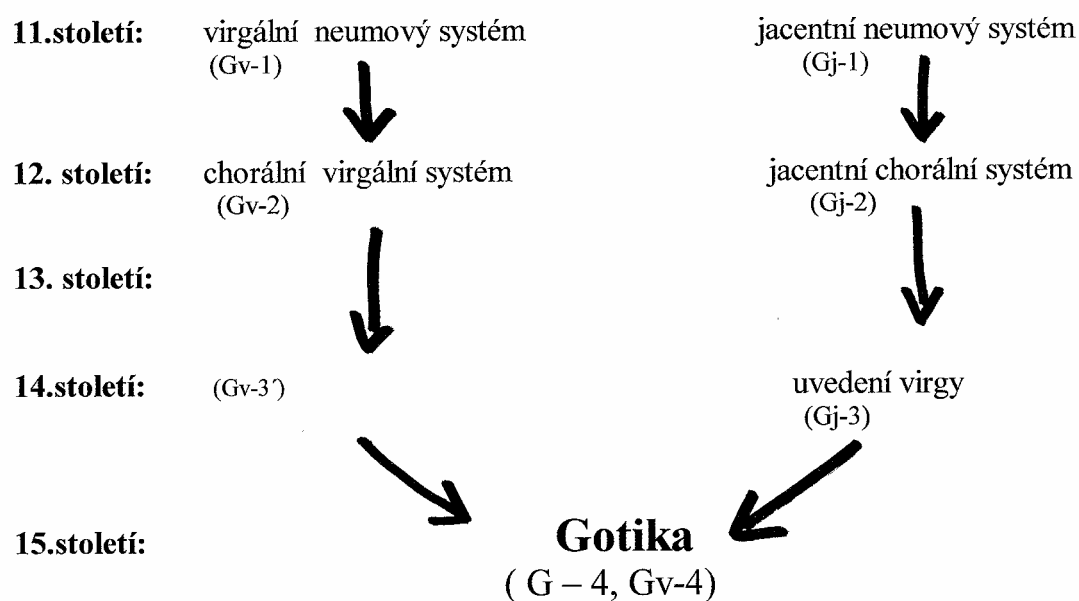 11.století: virgální neumový systém jacentní neumový systém
(Gv-1) (Gj-1)
12. století: chorální virgální systém jacentní chorální systém
(Gv-2) (Gj-2)
13. století:
14.století: (Gv-3´) uvedení virgy
(Gj-3)
15.století: Gotika
( G – 4, Gv-4)